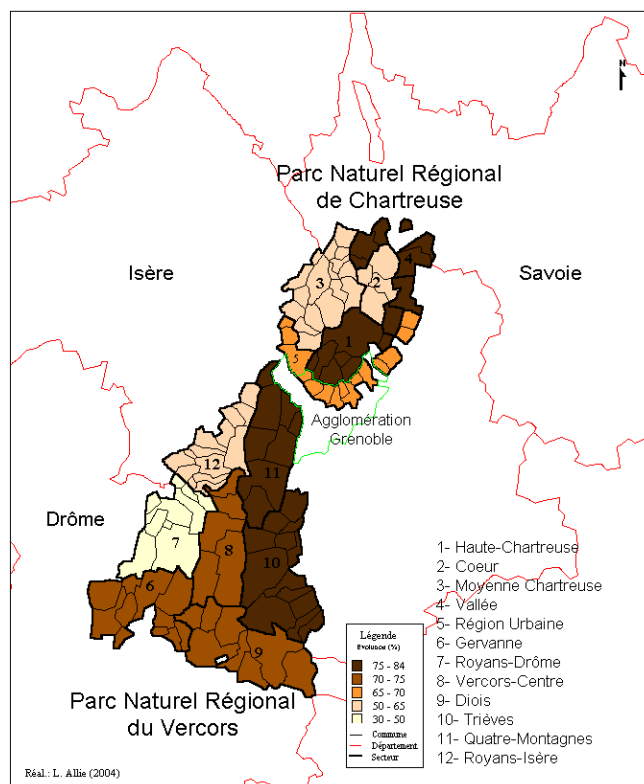 N
Parc Naturel Régional
de Chartreuse
Isère
Savoie
4
2
3
1
5
Agglomération
Grenoble
12
11
Drôme
7
8
10
6
9
1- Haute-Chartreuse
2- Coeur
3- Moyenne Chartreuse
4- Vallée
5- Région Urbaine
6- Gervanne
7- Royans-Drôme
8- Vercors-Centre
9- Diois
10- Trièves
11- Quatre-Montagnes
12- Royans-Isère
Légende
Evolution (%)
75 - 84
70 - 75
65 - 70
50 - 65
30 - 50
Commune
Département
Secteur
Parc Naturel Régional
du Vercors
Réal.: L. Allie (2004)